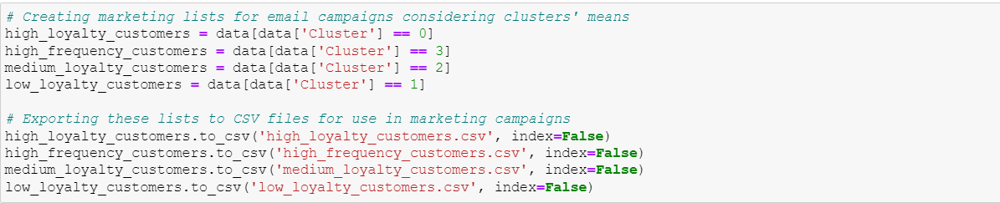 # Creating marketing lists for email campaigns considering clusters' means
high_loyalty_customers = data[data['Cluster'] == 0]
high_frequency_customers = data[data['Cluster'] == 3]
medium_loyalty_customers = data[data['Cluster'] == 2]
low_loyalty_customers = data[data['Cluster'] == 1]
# Exporting these lists to CSV files for use in marketing campaigns
high_loyalty_customers.to_csv('high_loyalty_customers.csv', index=False)
high_frequency_customers.to_csv('high_frequency_customers.csv', index=False)
medium_loyalty_customers.to_csv('medium_loyalty_customers.csv', index=False)
low_loyalty_customers.to_csv('low_loyalty_customers.csv', index=False)